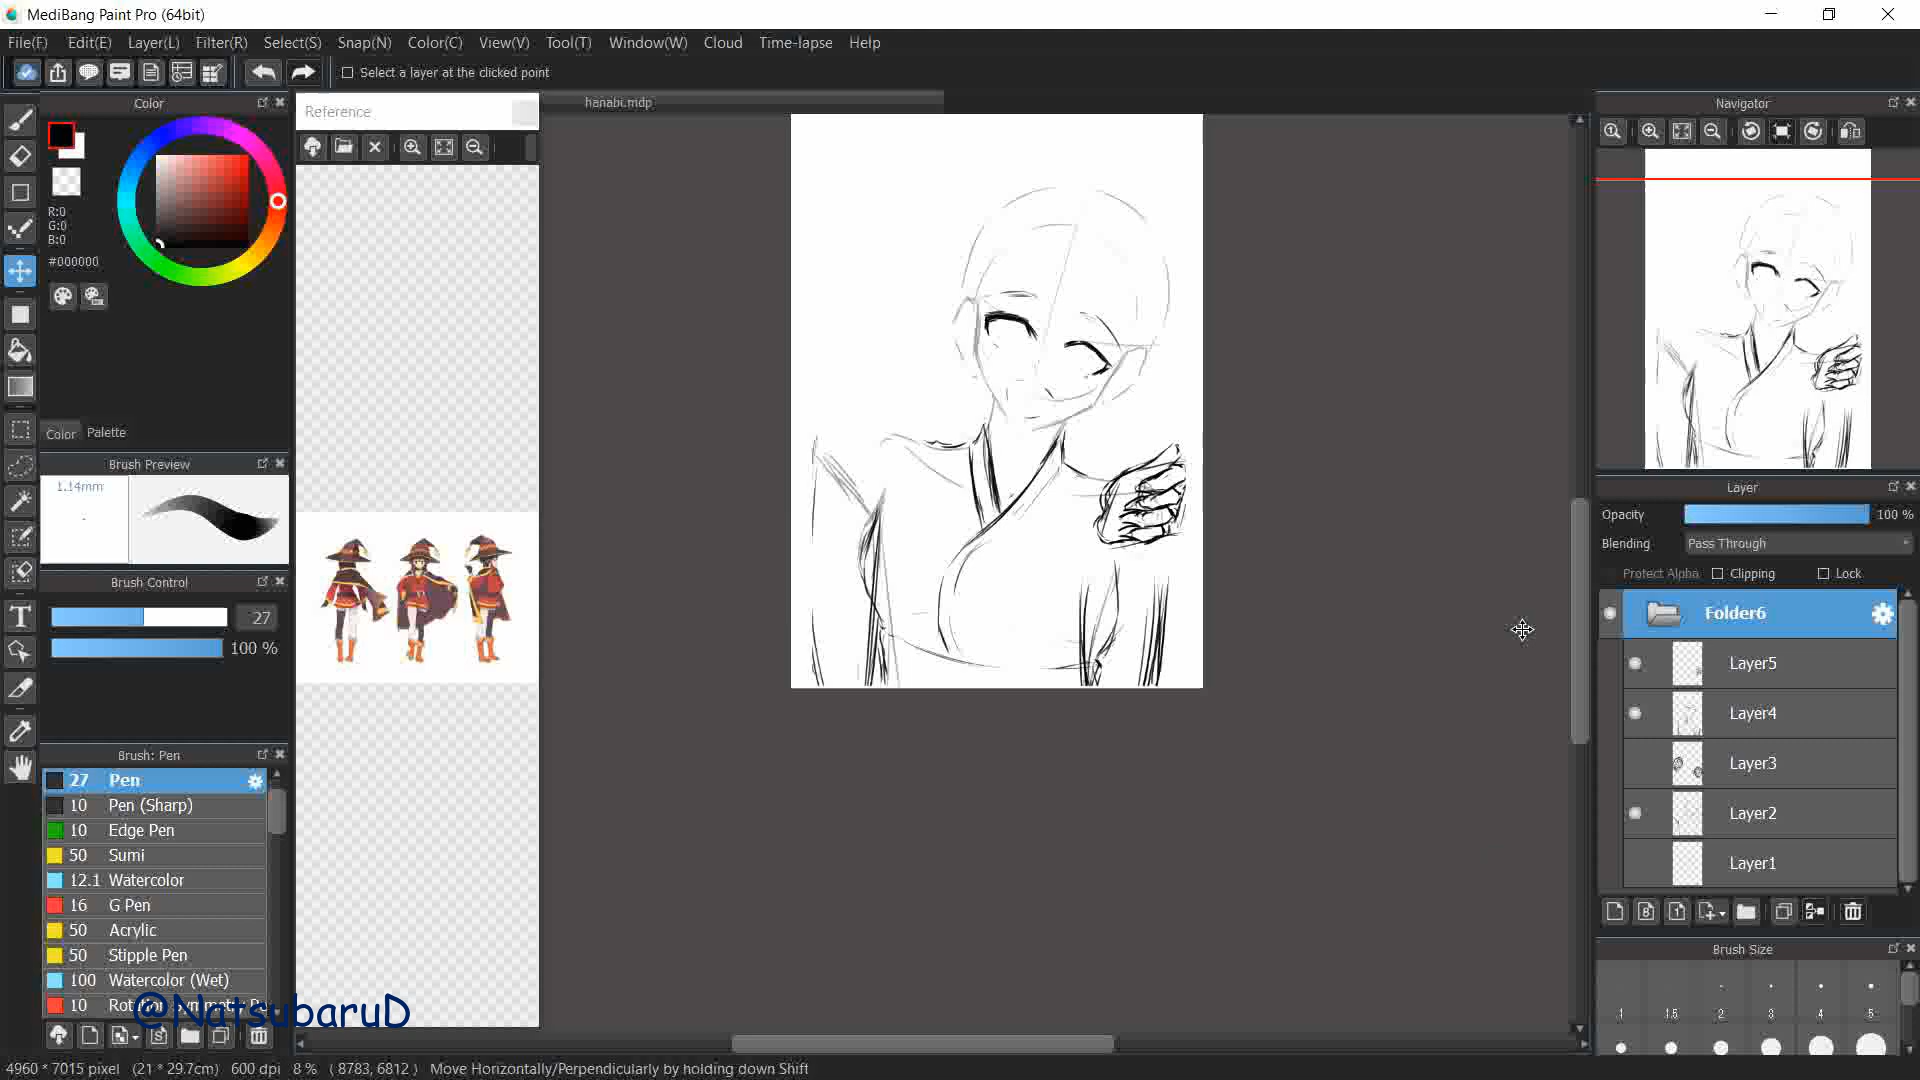 MediBang Paint Pro (64bit)
File(F) Edit(E) Layer(L) Filter(R) Select(S) Snap(N) Color(C) View(V) Tool(T) Window(W) Cloud Time-lapse Help
Select a layer at the clicked point
Color
R:0
G:0
B:0
#000000
Color Palette
Brush Preview
1.14mm
Brush Control
27
100 %
Brush: Pen
27 Pen
10 Pen (Sharp)
10 Edge Pen
50 Sumi
12.1 Watercolor
16 G Pen
50 Acrylic
50 Stipple Pen
100 Watercolor (Wet)
10
@NatsubaruD
Reference
hanabi.mdp
Navigator
Layer
Opacity 100 %
Blending Pass Through
Protect Alpha Clipping Lock
Folder6
Layer5
Layer4
Layer3
Layer2
Layer1
Brush Size
1 1.5 2 3 4 5
4960 * 7015 pixel (21 * 29.7cm) 600 dpi 8 % ( 8783, 6812 ) Move Horizontally/Perpendicularly by holding down Shift